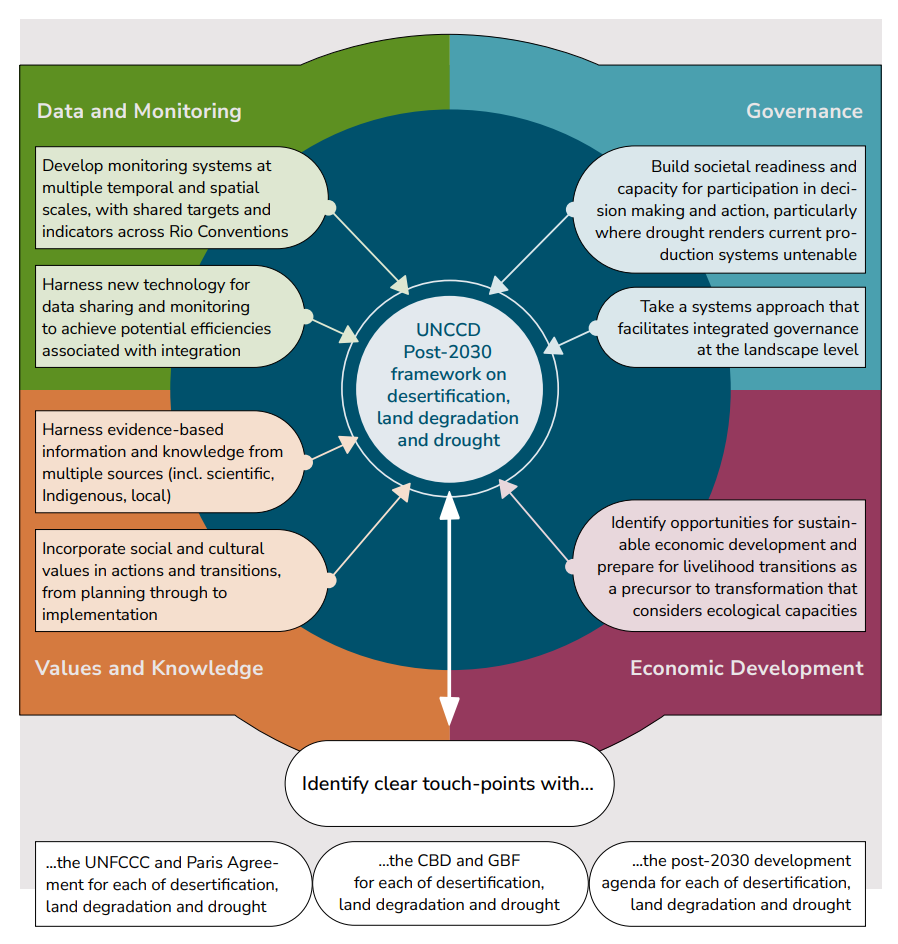 Data and Monitoring
Develop monitoring systems at
multiple temporal and spatial
scales, with shared targets and
indicators across Rio Conventions
Harness new technology for
data sharing and monitoring
to achieve potential efficiencies
associated with integration
Governance
Build societal readiness and
capacity for participation in deci-
sion making and action, particularly
where drought renders current pro-
duction systems untenable
Take a systems approach that
facilitates integrated governance
at the landscape level
UNCCD
Post-2030
framework on
desertification,
land degradation
and drought
Harness evidence-based
information and knowledge from
multiple sources (incl. scientific,
Indigenous, local)
Incorporate social and cultural
values in actions and transitions,
from planning through to
implementation
Values and Knowledge
Identify opportunities for sustain-
able economic development and
prepare for livelihood transitions as
a precursor to transformation that
considers ecological capacities
Economic Development
Identify clear touch-points with...
...the UNFCCC and Paris Agree-
ment for each of desertification,
land degradation and drought
...the CBD and GBF
for each of desertification,
land degradation and drought
...the post-2030 development
agenda for each of desertification,
land degradation and drought